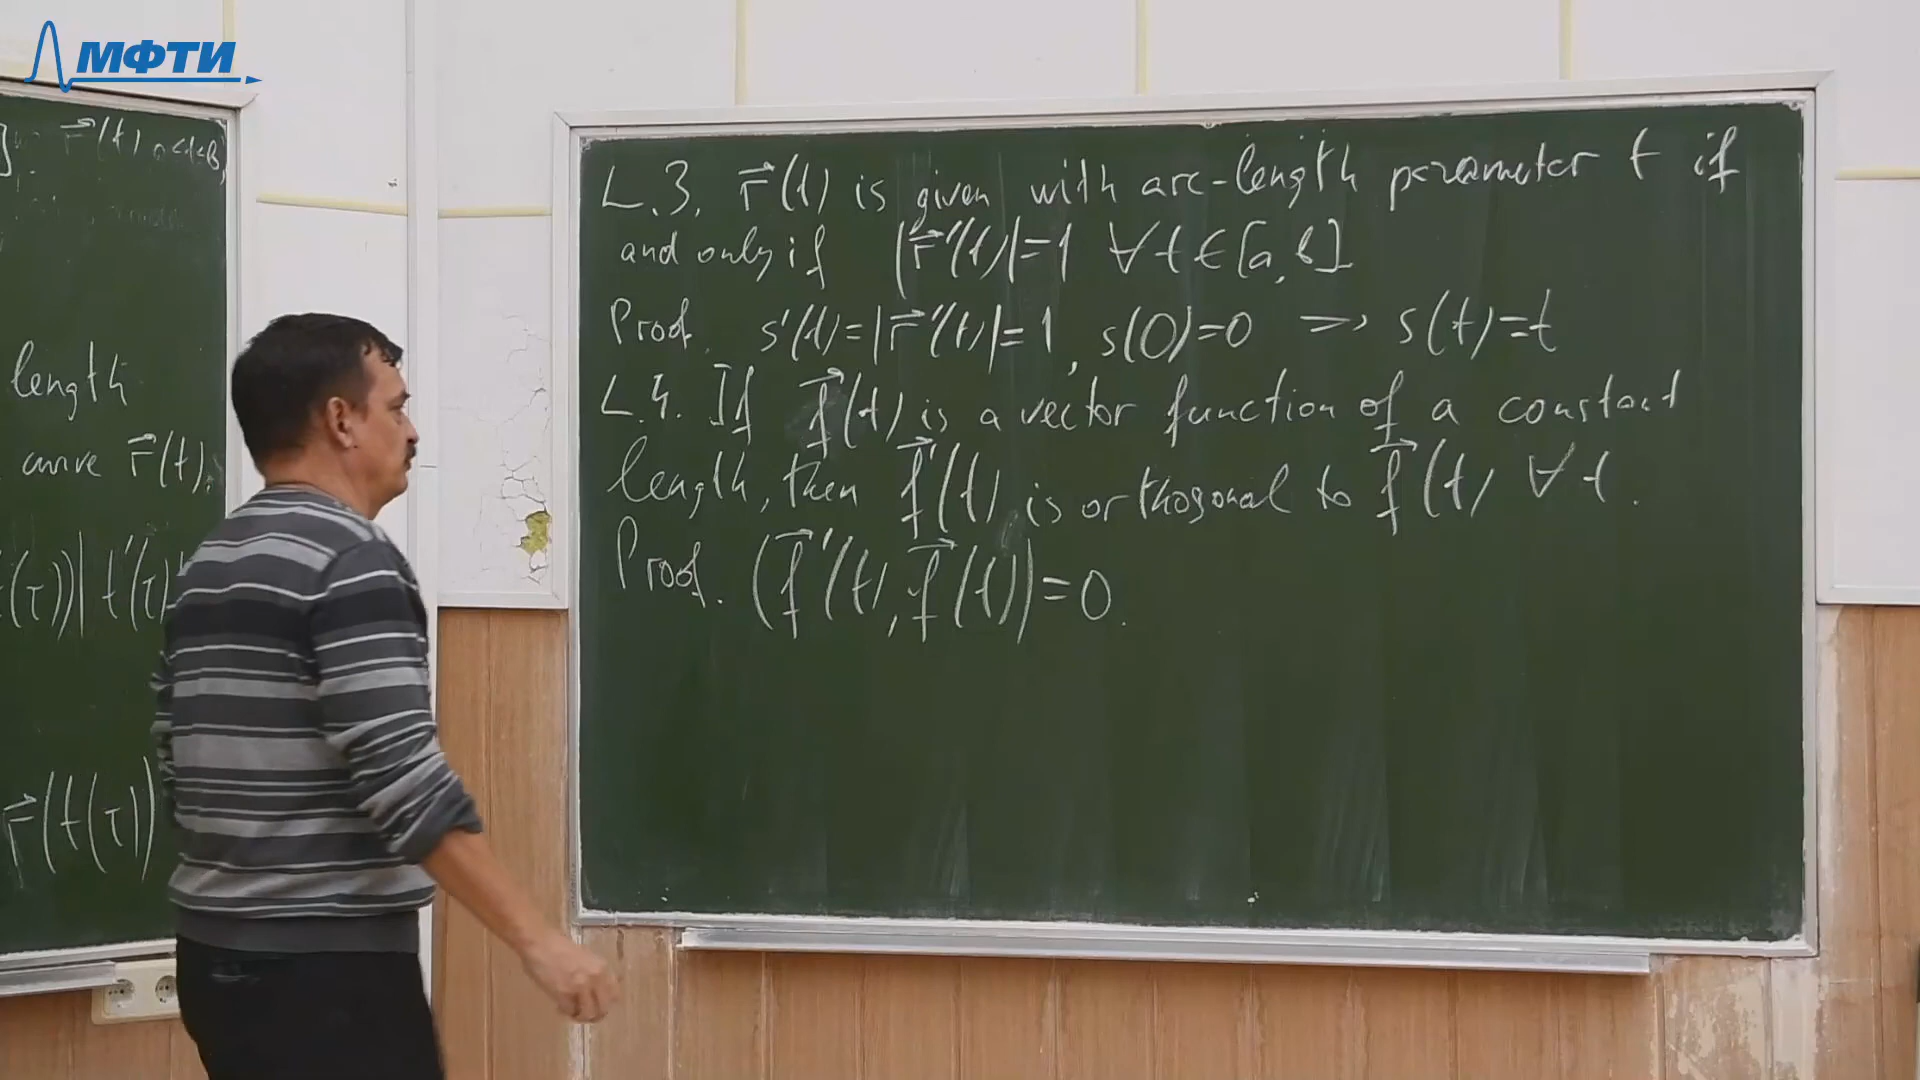 МФТИ
r⃗(t)
length
curve r⃗(t).
(τ))| t'(τ)
r⃗(t(τ))
L.3. r⃗(t) is given with arc-length parameter t if
and only if |r⃗'(t)|=1 ∀t∈[a,b]
Proof. s'(t)=|r⃗'(t)|=1, s(0)=0 => s(t)=t
L.4. If f⃗(t) is a vector function of a constant
length, then f⃗'(t) is orthogonal to f⃗(t) ∀t.
Proof. (f⃗'(t), f⃗(t))=0.